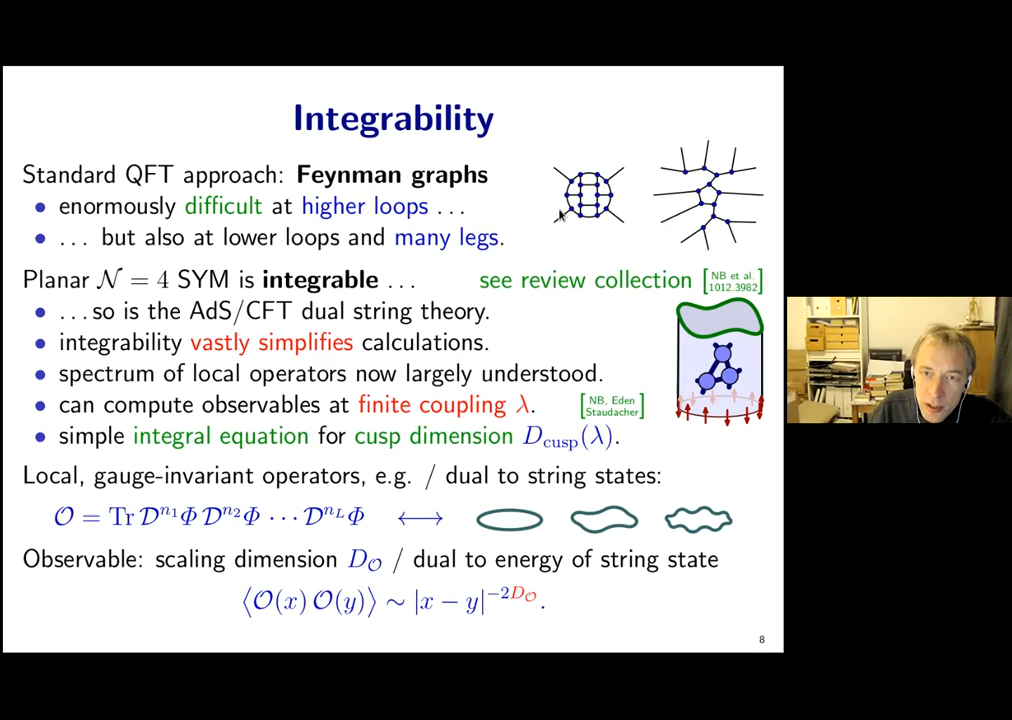 Integrability
Standard QFT approach: Feynman graphs
• enormously difficult at higher loops ...
• ... but also at lower loops and many legs.
Planar 𝒩 = 4 SYM is integrable ... see review collection [NB et al. 1012.3982]
• ...so is the AdS/CFT dual string theory.
• integrability vastly simplifies calculations.
• spectrum of local operators now largely understood.
• can compute observables at finite coupling λ. [NB, Eden Staudacher]
• simple integral equation for cusp dimension D_cusp(λ).
Local, gauge-invariant operators, e.g. / dual to string states:
𝒪 = Tr 𝒟^{n_1}Φ 𝒟^{n_2}Φ ⋯ 𝒟^{n_L}Φ ⟷
Observable: scaling dimension D_𝒪 / dual to energy of string state
⟨𝒪(x) 𝒪(y)⟩ ∼ |x − y|^{−2D_𝒪}.
8